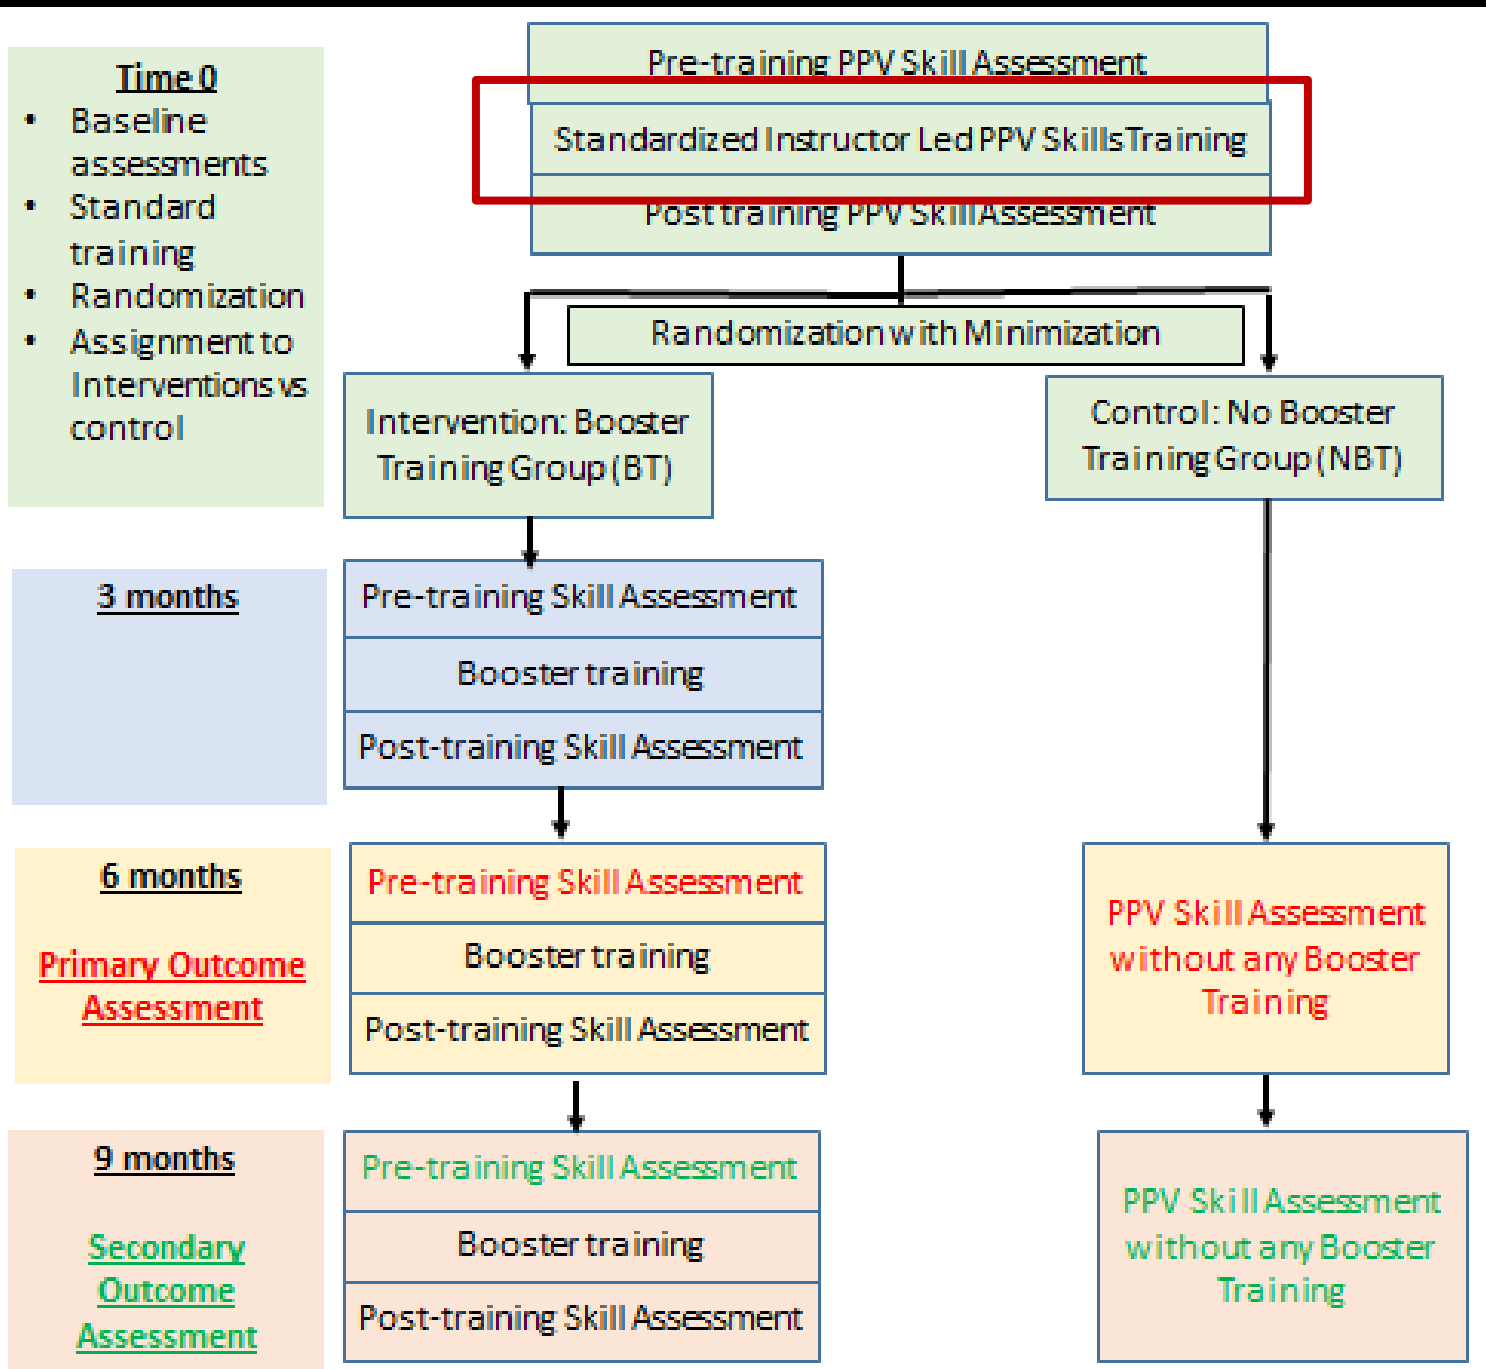 Time 0
• Baseline
assessments
• Standard
training
• Randomization
• Assignment to
Interventions vs
control
Pre-training PPV Skill Assessment
Standardized Instructor Led PPV Skills Training
Post training PPV Skill Assessment
Randomization with Minimization
Intervention: Booster
Training Group (BT)
Control: No Booster
Training Group (NBT)
3 months
Pre-training Skill Assessment
Booster training
Post-training Skill Assessment
6 months
Primary Outcome
Assessment
Pre-training Skill Assessment
Booster training
Post-training Skill Assessment
PPV Skill Assessment
without any Booster
Training
9 months
Secondary
Outcome
Assessment
Pre-training Skill Assessment
Booster training
Post-training Skill Assessment
PPV Skill Assessment
without any Booster
Training